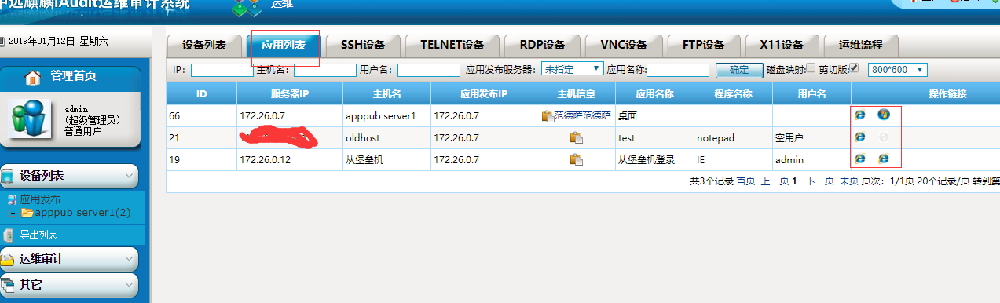 中远麒麟iAudit运维审计系统 运维
2019年01月12日 星期六
设备列表 应用列表 SSH设备 TELNET设备 RDP设备 VNC设备 FTP设备 X11设备 运维流程
IP: 主机名: 用户名: 应用发布服务器: 未指定 应用名称: 确定 磁盘映射: 剪切版: 800*600
管理首页
admin
(超级管理员)
普通用户
设备列表
应用发布
apppub server1(2)
导出列表
运维审计
其它
ID 服务器IP 主机名 应用发布IP 主机信息 应用名称 程序名称 用户名 操作链接
66 172.26.0.7 apppub server1 172.26.0.7 范德萨范德萨 桌面
21 oldhost 172.26.0.7 test notepad 空用户
19 172.26.0.12 从堡垒机 172.26.0.7 从堡垒机登录 IE admin
共3个记录 首页 上一页 1 下一页 末页 页次: 1/1页 20个记录/页 转到第